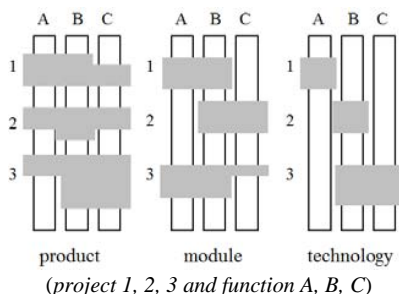 A B C A B C A B C
1 1 1
2 2 2
3 3 3
product module technology
(project 1, 2, 3 and function A, B, C)